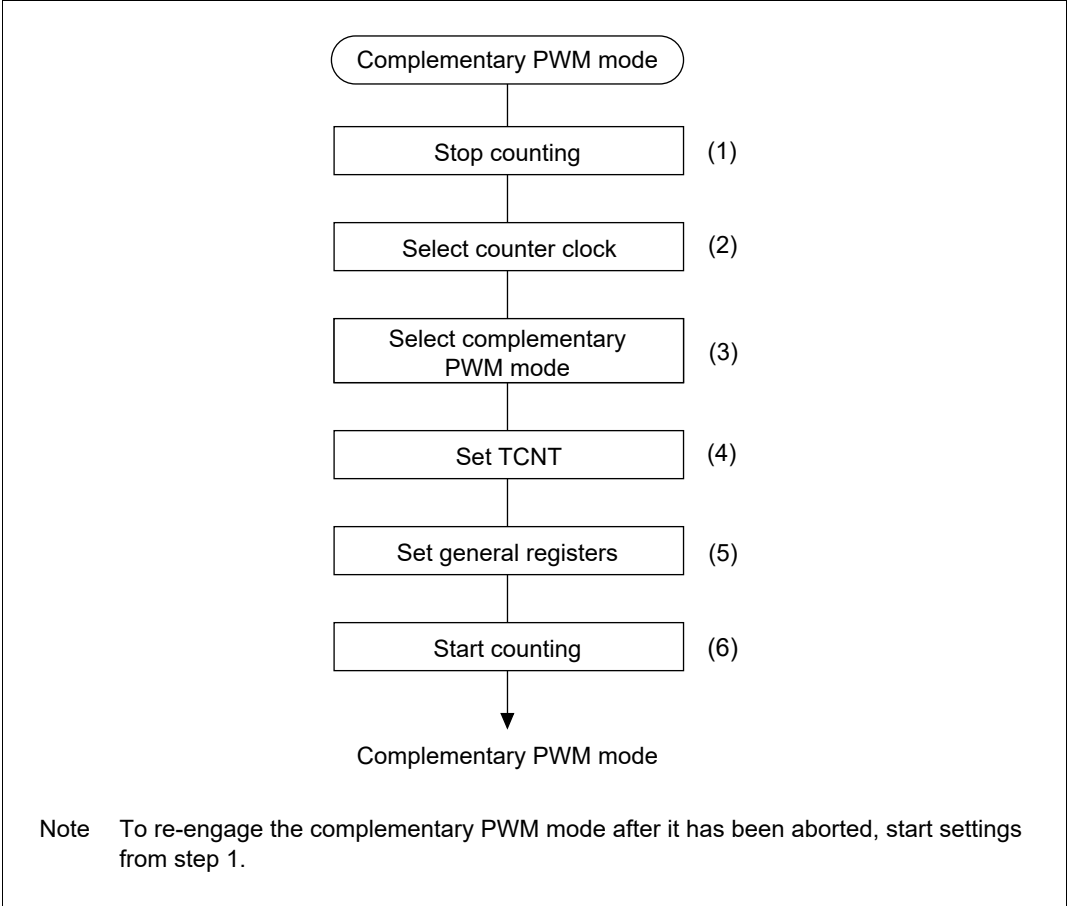 Complementary PWM mode
Stop counting (1)
Select counter clock (2)
Select complementary
PWM mode (3)
Set TCNT (4)
Set general registers (5)
Start counting (6)
Complementary PWM mode
Note To re-engage the complementary PWM mode after it has been aborted, start settings
from step 1.